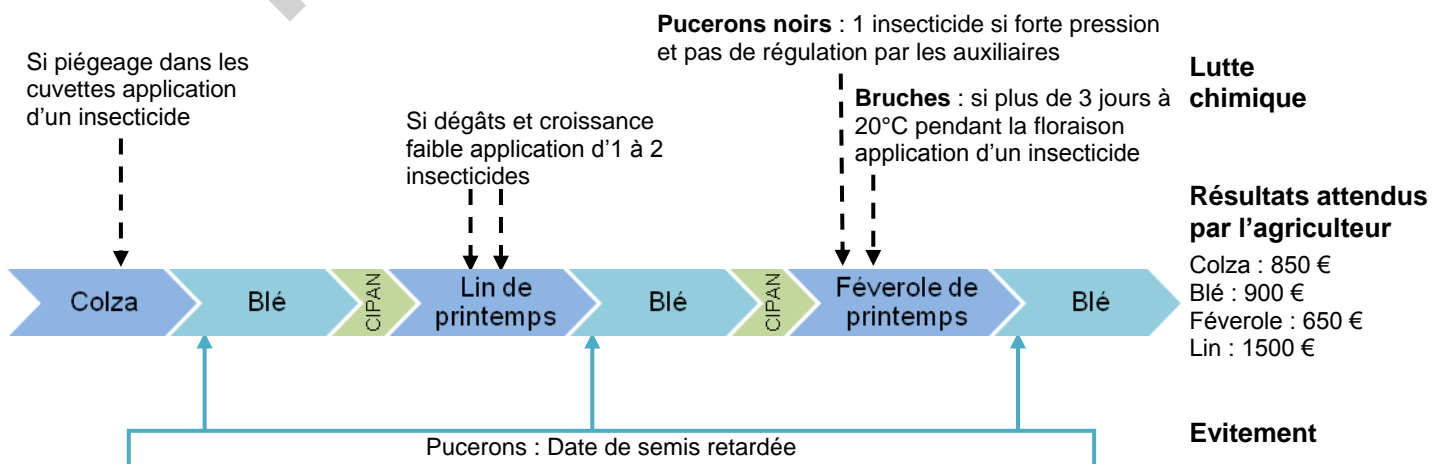 Pucerons noirs : 1 insecticide si forte pression
et pas de régulation par les auxiliaires
Si piégeage dans les
cuvettes application
d’un insecticide
Si dégâts et croissance
faible application d’1 à 2
insecticides
Bruches : si plus de 3 jours à
20°C pendant la floraison
application d’un insecticide
Lutte
chimique
Résultats attendus
par l’agriculteur
Colza : 850 €
Blé : 900 €
Féverole : 650 €
Lin : 1500 €
Colza
Blé
CIPAN
Lin de
printemps
Blé
CIPAN
Féverole de
printemps
Blé
Pucerons : Date de semis retardée
Evitement